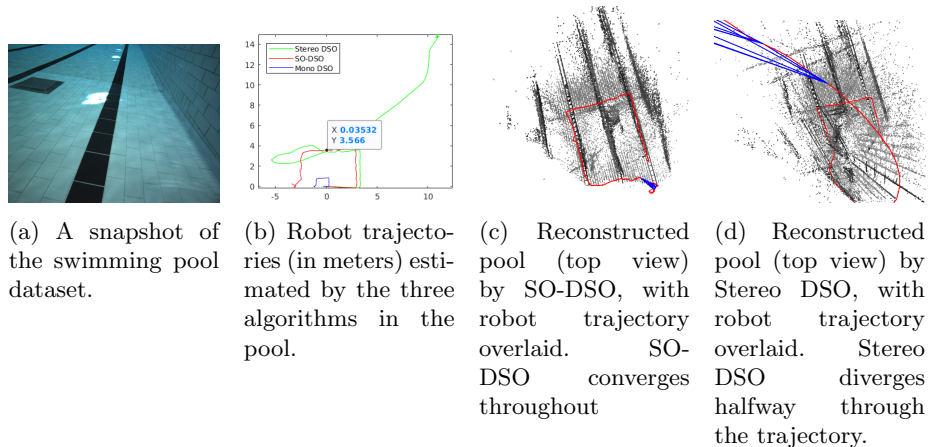 Stereo DSO
SO-DSO
Mono DSO
X 0.03532
Y 3.566
14
12
10
8
6
4
2
0
-5 0 5 10
(a) A snapshot of
the swimming pool
dataset.
(b) Robot trajecto-
ries (in meters) esti-
mated by the three
algorithms in the
pool.
(c) Reconstructed
pool (top view)
by SO-DSO, with
robot trajectory
overlaid. SO-
DSO converges
throughout
(d) Reconstructed
pool (top view) by
Stereo DSO, with
robot trajectory
overlaid. Stereo
DSO diverges
halfway through
the trajectory.